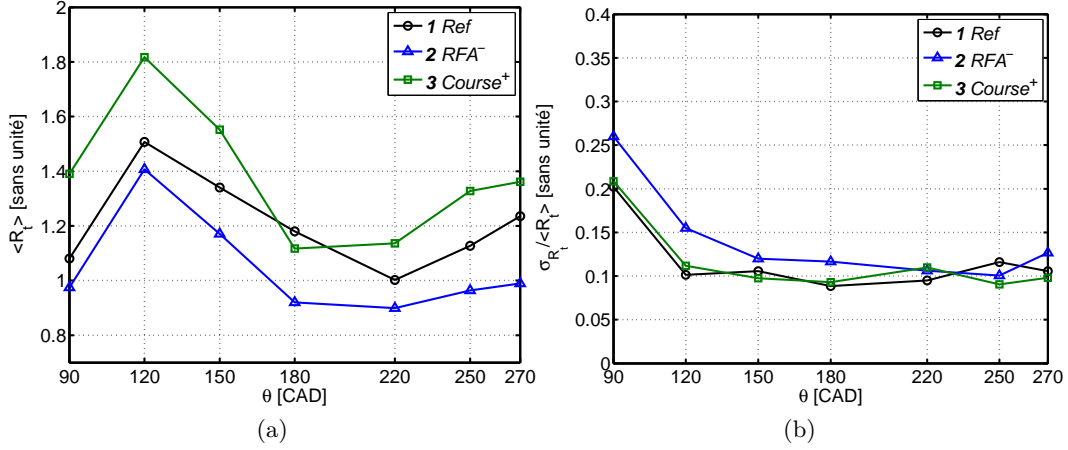 2
1.8
1.6
1.4
1.2
1
0.8
<R_t> [sans unité]
90 120 150 180 220 250 270
θ [CAD]
1 Ref
2 RFA⁻
3 Course⁺
(a)
0.4
0.35
0.3
0.25
0.2
0.15
0.1
0.05
0
σ_R_t/<R_t> [sans unité]
90 120 150 180 220 250 270
θ [CAD]
1 Ref
2 RFA⁻
3 Course⁺
(b)